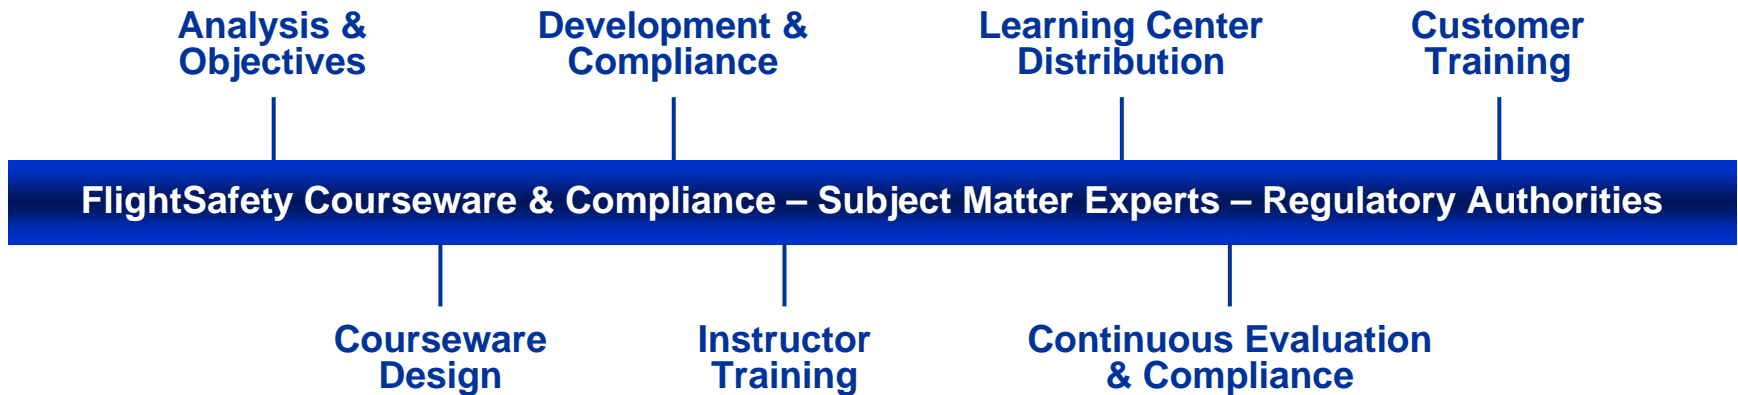 Analysis &
Objectives
Development &
Compliance
Learning Center
Distribution
Customer
Training
FlightSafety Courseware & Compliance – Subject Matter Experts – Regulatory Authorities
Courseware
Design
Instructor
Training
Continuous Evaluation
& Compliance